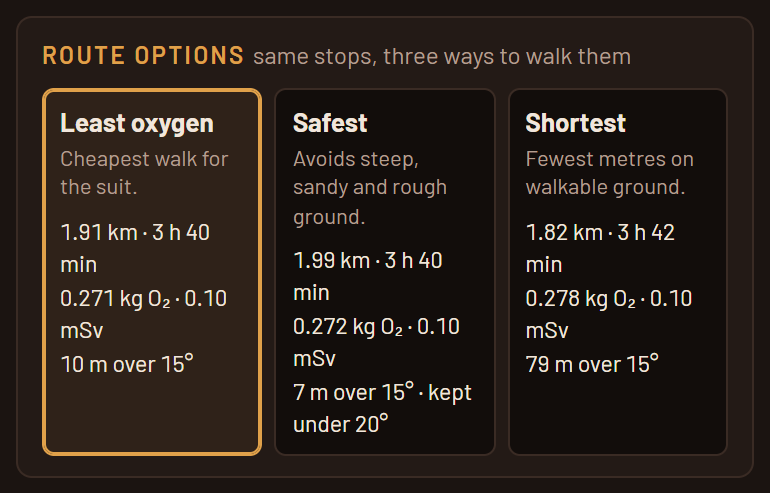 ROUTE OPTIONS same stops, three ways to walk them
Least oxygen
Cheapest walk for
the suit.
1.91 km · 3 h 40
min
0.271 kg O₂ · 0.10
mSv
10 m over 15°
Safest
Avoids steep,
sandy and rough
ground.
1.99 km · 3 h 40
min
0.272 kg O₂ · 0.10
mSv
7 m over 15° · kept
under 20°
Shortest
Fewest metres on
walkable ground.
1.82 km · 3 h 42
min
0.278 kg O₂ · 0.10
mSv
79 m over 15°